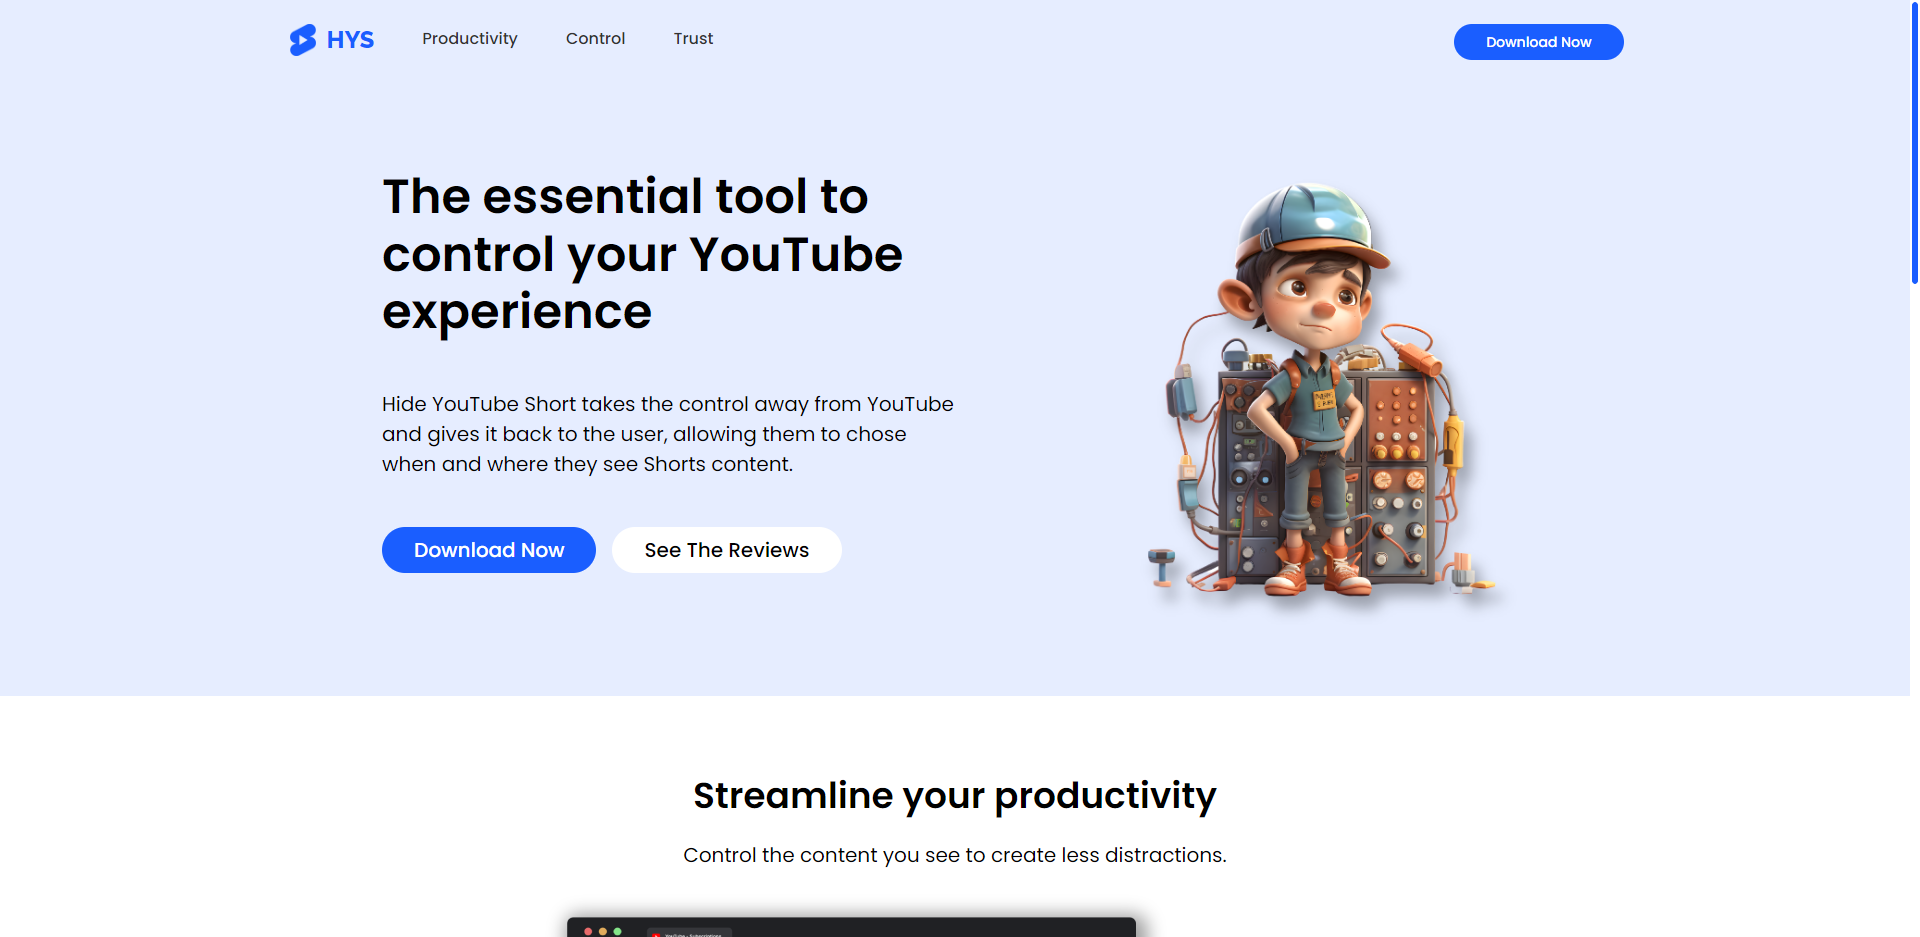 HYS
Productivity
Control
Trust
Download Now
The essential tool to
control your YouTube
experience
Hide YouTube Short takes the control away from YouTube
and gives it back to the user, allowing them to chose
when and where they see Shorts content.
Download Now
See The Reviews
Streamline your productivity
Control the content you see to create less distractions.
YouTube - Subscriptions